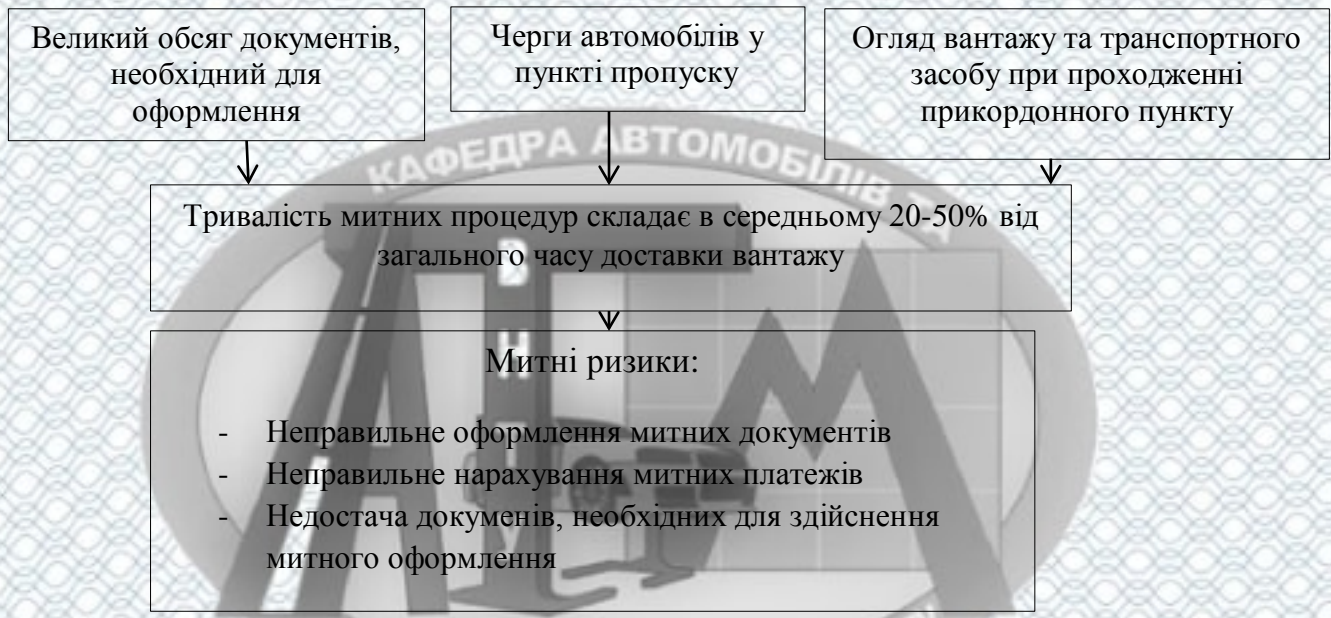 Великий обсяг документів,
необхідний для
оформлення
Черги автомобілів у
пункті пропуску
Огляд вантажу та транспортного
засобу при проходженні
прикордонного пункту
КАФЕДРА АВТОМОБІЛІВ ТА
Тривалість митних процедур складає в середньому 20-50% від
загального часу доставки вантажу
Митні ризики:
- Неправильне оформлення митних документів
- Неправильне нарахування митних платежів
- Недостача докуменів, необхідних для здійснення
митного оформлення